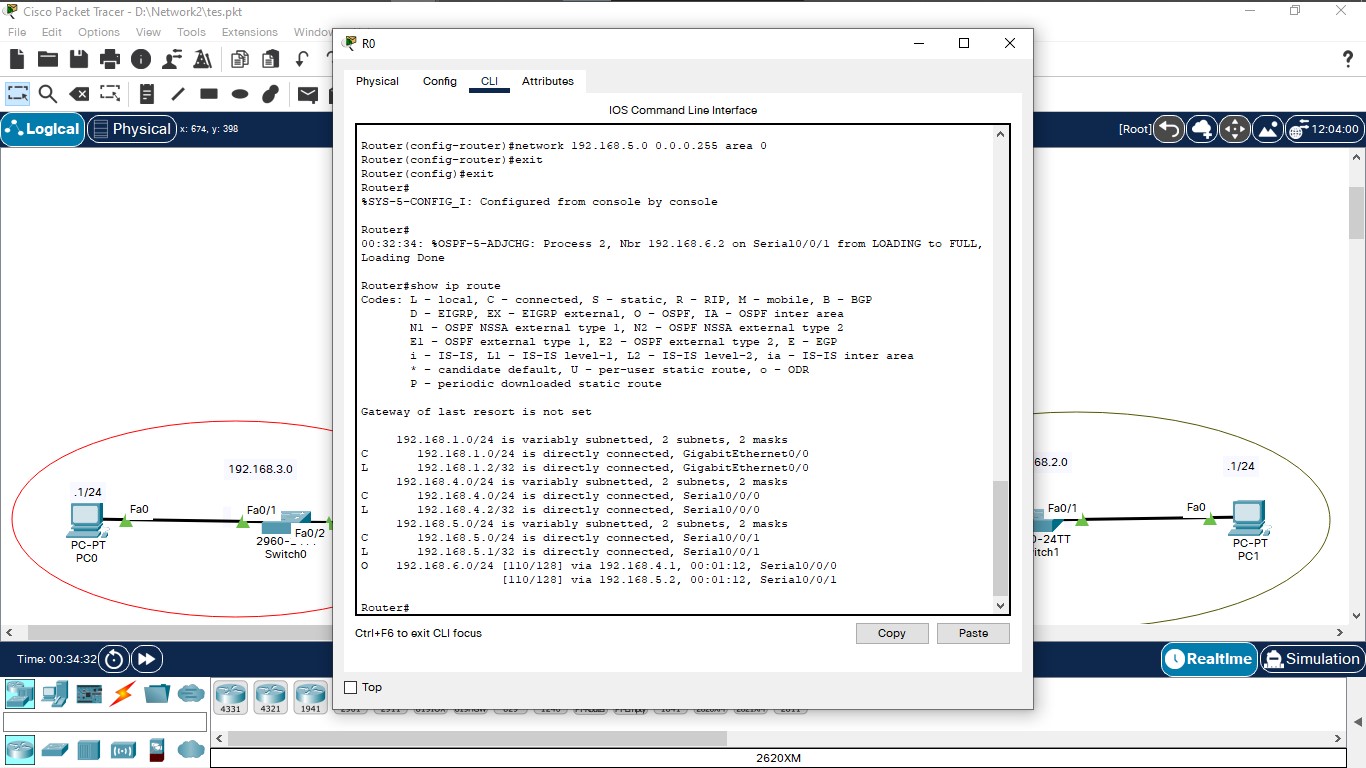 Cisco Packet Tracer - D:\Network2\tes.pkt
File Edit Options View Tools Extensions Window
R0
Physical Config CLI Attributes
IOS Command Line Interface
Logical Physical x: 674, y: 398
[Root] 12:04:00
Router(config-router)#network 192.168.5.0 0.0.0.255 area 0
Router(config-router)#exit
Router(config)#exit
Router#
%SYS-5-CONFIG_I: Configured from console by console
Router#
00:32:34: %OSPF-5-ADJCHG: Process 2, Nbr 192.168.6.2 on Serial0/0/1 from LOADING to FULL,
Loading Done
Router#show ip route
Codes: L - local, C - connected, S - static, R - RIP, M - mobile, B - BGP
D - EIGRP, EX - EIGRP external, O - OSPF, IA - OSPF inter area
N1 - OSPF NSSA external type 1, N2 - OSPF NSSA external type 2
E1 - OSPF external type 1, E2 - OSPF external type 2, E - EGP
i - IS-IS, L1 - IS-IS level-1, L2 - IS-IS level-2, ia - IS-IS inter area
* - candidate default, U - per-user static route, o - ODR
P - periodic downloaded static route
Gateway of last resort is not set
192.168.1.0/24 is variably subnetted, 2 subnets, 2 masks
C 192.168.1.0/24 is directly connected, GigabitEthernet0/0
L 192.168.1.2/32 is directly connected, GigabitEthernet0/0
192.168.4.0/24 is variably subnetted, 2 subnets, 2 masks
C 192.168.4.0/24 is directly connected, Serial0/0/0
L 192.168.4.2/32 is directly connected, Serial0/0/0
192.168.5.0/24 is variably subnetted, 2 subnets, 2 masks
C 192.168.5.0/24 is directly connected, Serial0/0/1
L 192.168.5.1/32 is directly connected, Serial0/0/1
O 192.168.6.0/24 [110/128] via 192.168.4.1, 00:01:12, Serial0/0/0
[110/128] via 192.168.5.2, 00:01:12, Serial0/0/1
Router#
Ctrl+F6 to exit CLI focus
Copy Paste
Top
192.168.3.0
.1/24
Fa0
Fa0/1
Fa0/2
PC-PT
PC0
Switch0
68.2.0
.1/24
Fa0/1
Fa0
0-24TT
itch1
PC-PT
PC1
Time: 00:34:32
Realtime Simulation
4331 4321 1941
2620XM